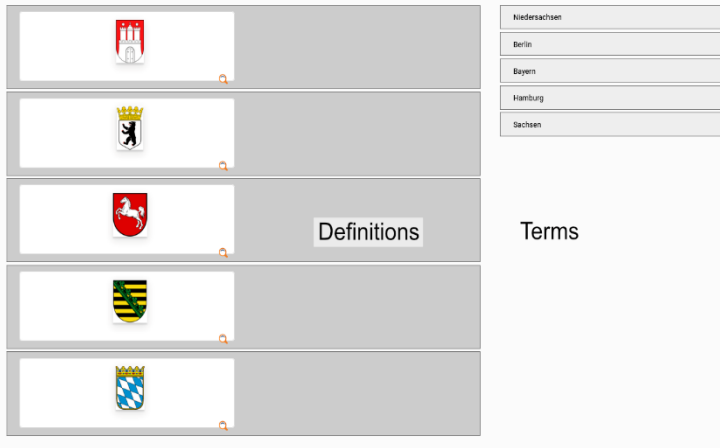 Niedersachsen
Berlin
Bayern
Hamburg
Sachsen
Definitions
Terms